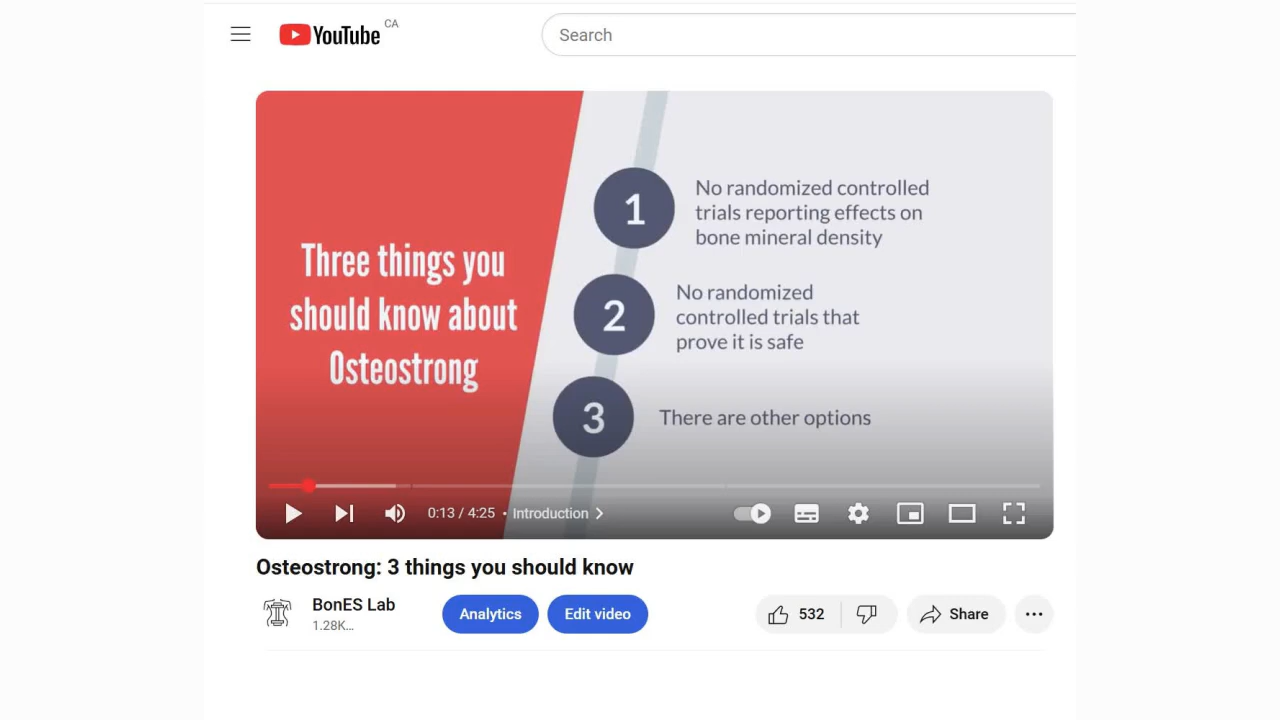 YouTube CA
Search
Three things you
should know about
Osteostrong
1
No randomized controlled
trials reporting effects on
bone mineral density
2
No randomized
controlled trials that
prove it is safe
3
There are other options
0:13 / 4:25 • Introduction
Osteostrong: 3 things you should know
BonES Lab
1.28K...
Analytics
Edit video
532
Share